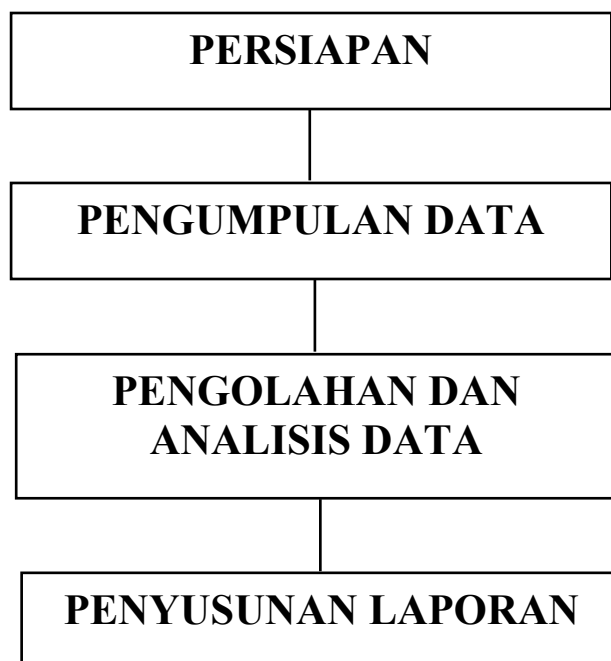 PERSIAPAN
PENGUMPULAN DATA
PENGOLAHAN DAN
ANALISIS DATA
PENYUSUNAN LAPORAN